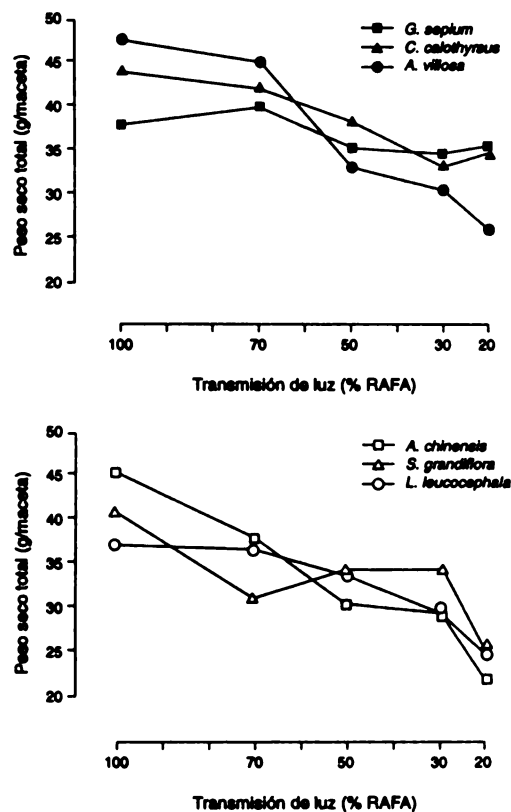 50
45
40
35
30
25
20
Peso seco total (g/maceta)
G. sepium
C. calothyrsus
A. villosa
100 70 50 30 20
Transmisión de luz (% RAFA)
50
45
40
35
30
25
20
Peso seco total (g/maceta)
A. chinensis
S. grandiflora
L. leucocephala
100 70 50 30 20
Transmisión de luz (% RAFA)